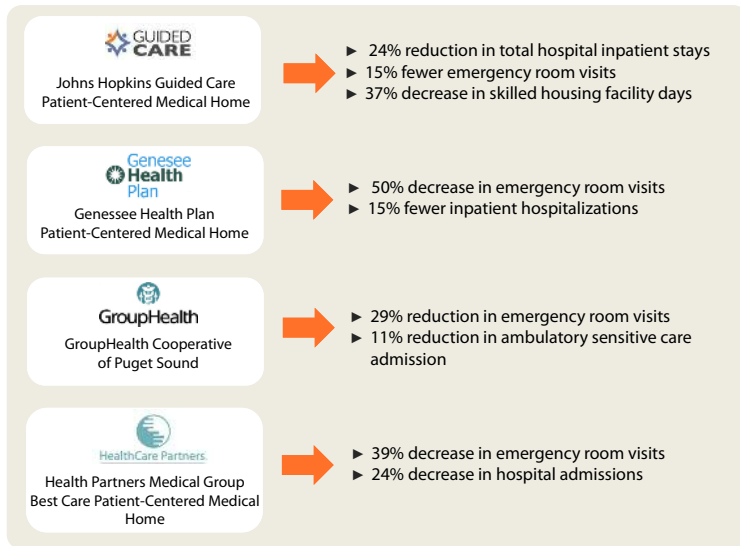 GUIDED
CARE
Johns Hopkins Guided Care
Patient-Centered Medical Home
► 24% reduction in total hospital inpatient stays
► 15% fewer emergency room visits
► 37% decrease in skilled housing facility days
Genesee
Health
Plan
Genessee Health Plan
Patient-Centered Medical Home
► 50% decrease in emergency room visits
► 15% fewer inpatient hospitalizations
GroupHealth
GroupHealth Cooperative
of Puget Sound
► 29% reduction in emergency room visits
► 11% reduction in ambulatory sensitive care
admission
HealthCare Partners
Health Partners Medical Group
Best Care Patient-Centered Medical
Home
► 39% decrease in emergency room visits
► 24% decrease in hospital admissions